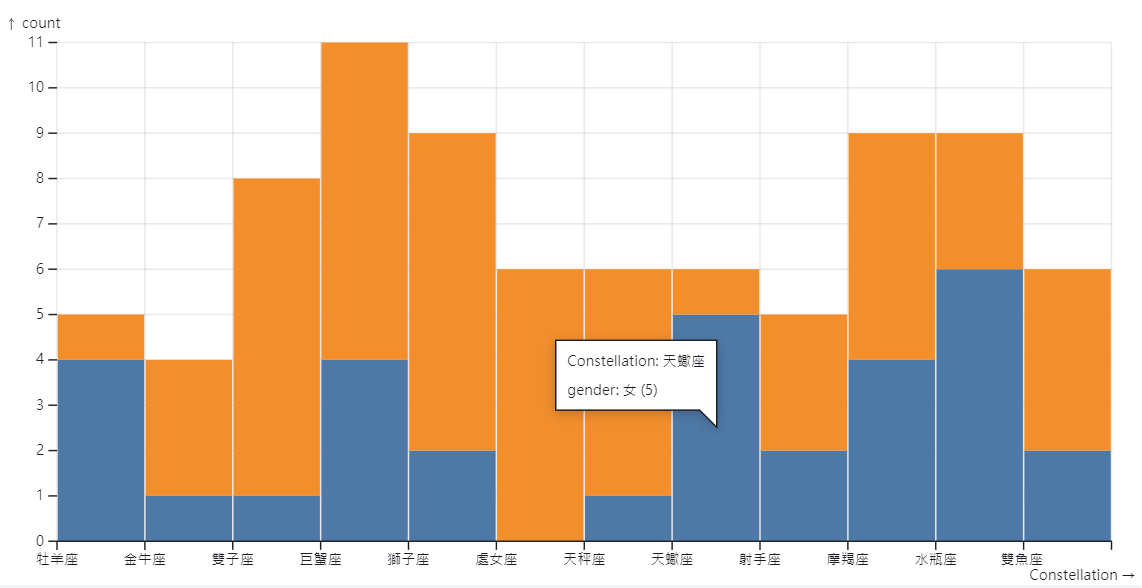 ↑ count
11
10
9
8
7
6
5
4
3
2
1
0
Constellation: 天蠍座
gender: 女 (5)
牡羊座 金牛座 雙子座 巨蟹座 獅子座 處女座 天秤座 天蠍座 射手座 摩羯座 水瓶座 雙魚座
Constellation →